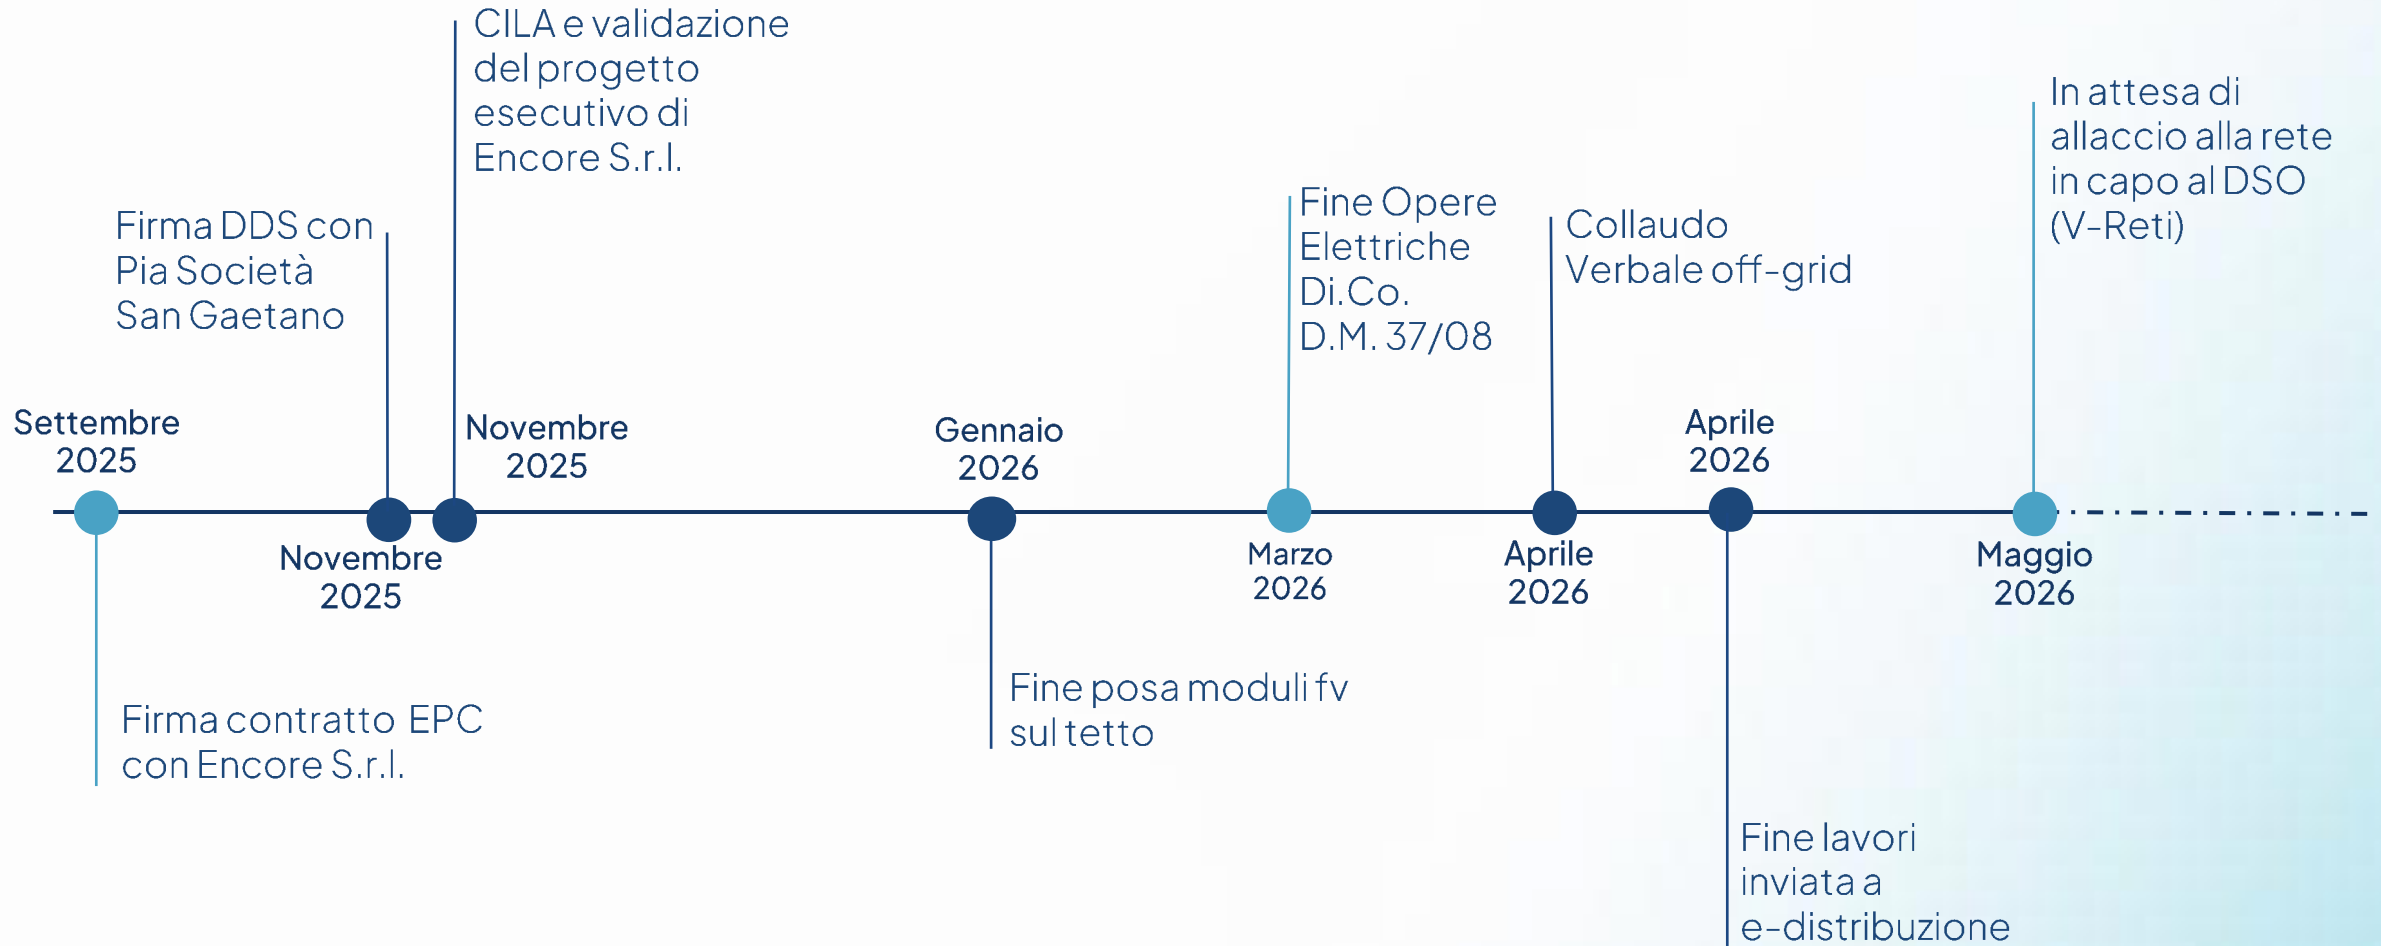 Settembre
2025
Firma contratto EPC
con Encore S.r.l.
Firma DDS con
Pia Società
San Gaetano
Novembre
2025
CILA e validazione
del progetto
esecutivo di
Encore S.r.l.
Novembre
2025
Gennaio
2026
Fine posa moduli fv
sul tetto
Fine Opere
Elettriche
Di.Co.
D.M. 37/08
Marzo
2026
Collaudo
Verbale off-grid
Aprile
2026
Aprile
2026
Fine lavori
inviata a
e-distribuzione
In attesa di
allaccio alla rete
in capo al DSO
(V-Reti)
Maggio
2026